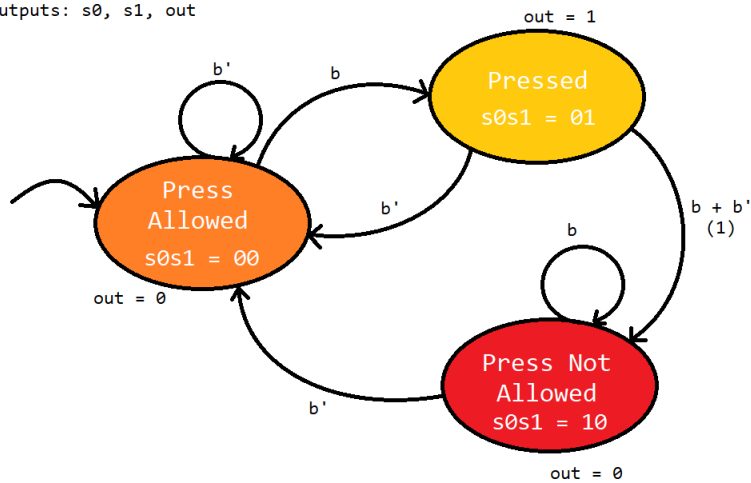 utputs: s0, s1, out
out = 1
b'
b
Pressed
s0s1 = 01
Press
Allowed
s0s1 = 00
b'
b + b'
(1)
b
out = 0
Press Not
Allowed
s0s1 = 10
b'
out = 0